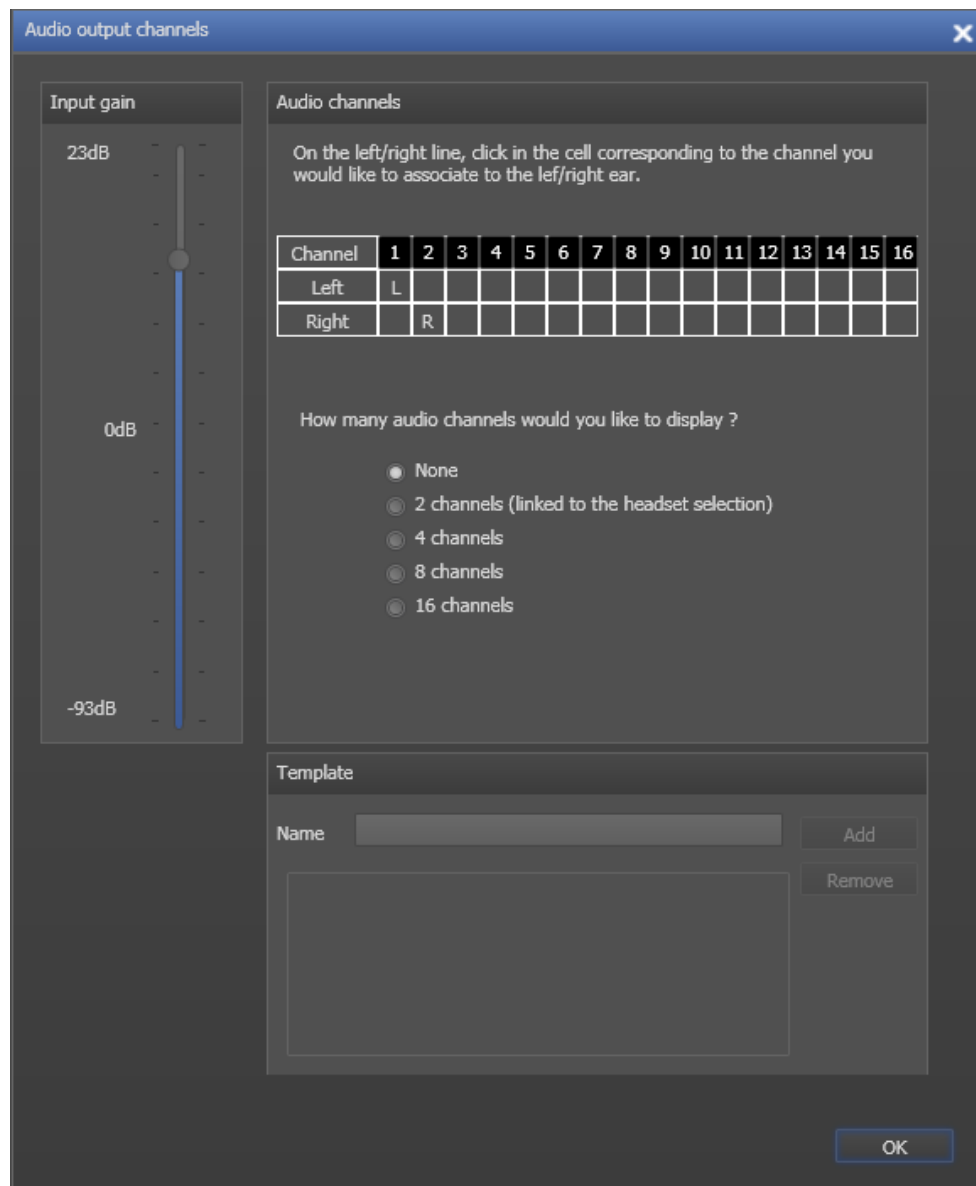 Audio output channels
Input gain
23dB
0dB
-93dB
Audio channels
On the left/right line, click in the cell corresponding to the channel you
would like to associate to the lef/right ear.
Channel 1 2 3 4 5 6 7 8 9 10 11 12 13 14 15 16
Left L
Right R
How many audio channels would you like to display ?
None
2 channels (linked to the headset selection)
4 channels
8 channels
16 channels
Template
Name
Add
Remove
OK